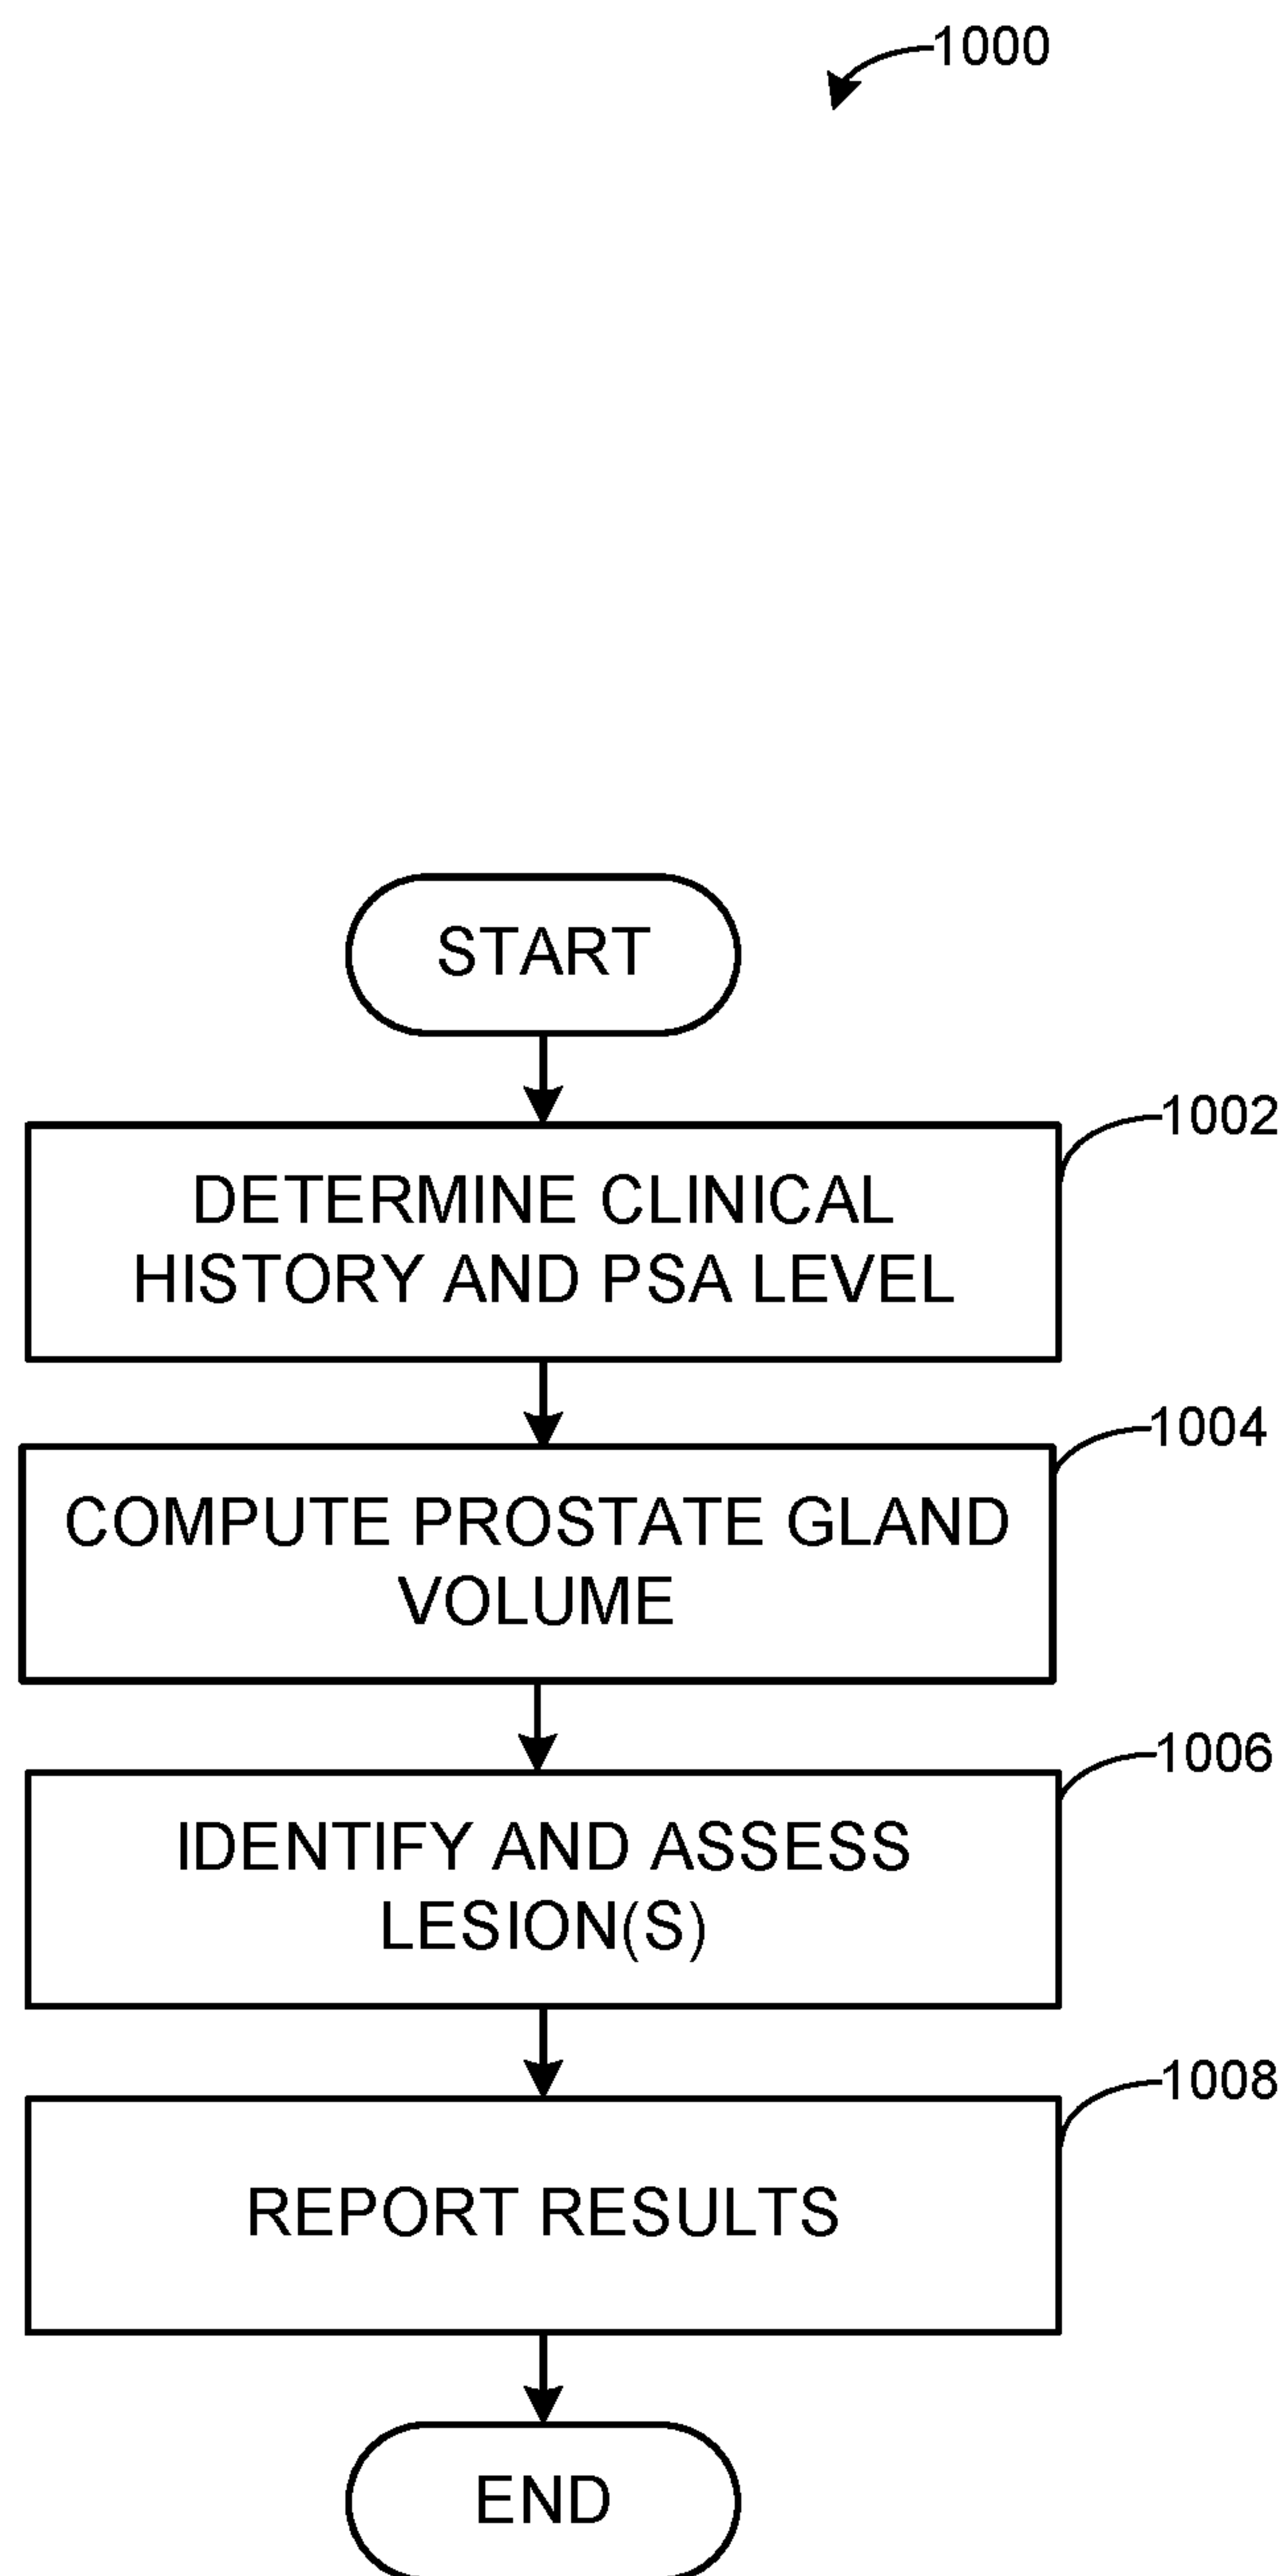 1000
START
1002
DETERMINE CLINICAL
HISTORY AND PSA LEVEL
1004
COMPUTE PROSTATE GLAND
VOLUME
1006
IDENTIFY AND ASSESS
LESION(S)
1008
REPORT RESULTS
END